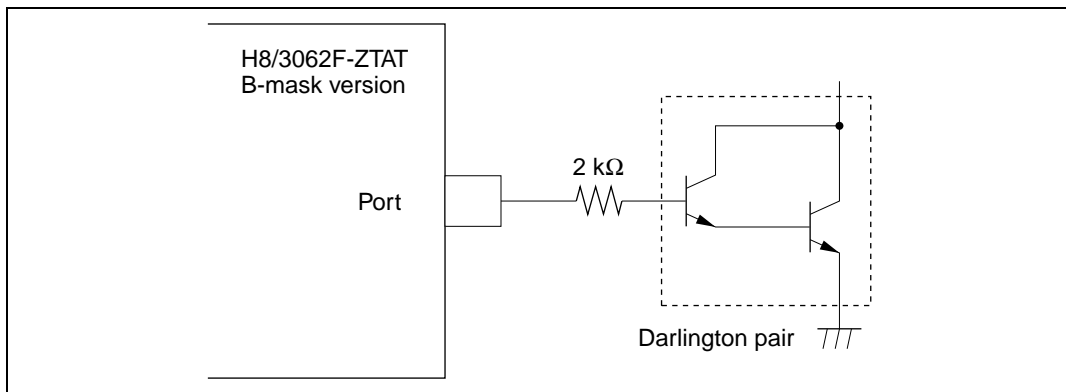 H8/3062F-ZTAT
B-mask version
Port
2 kΩ
Darlington pair